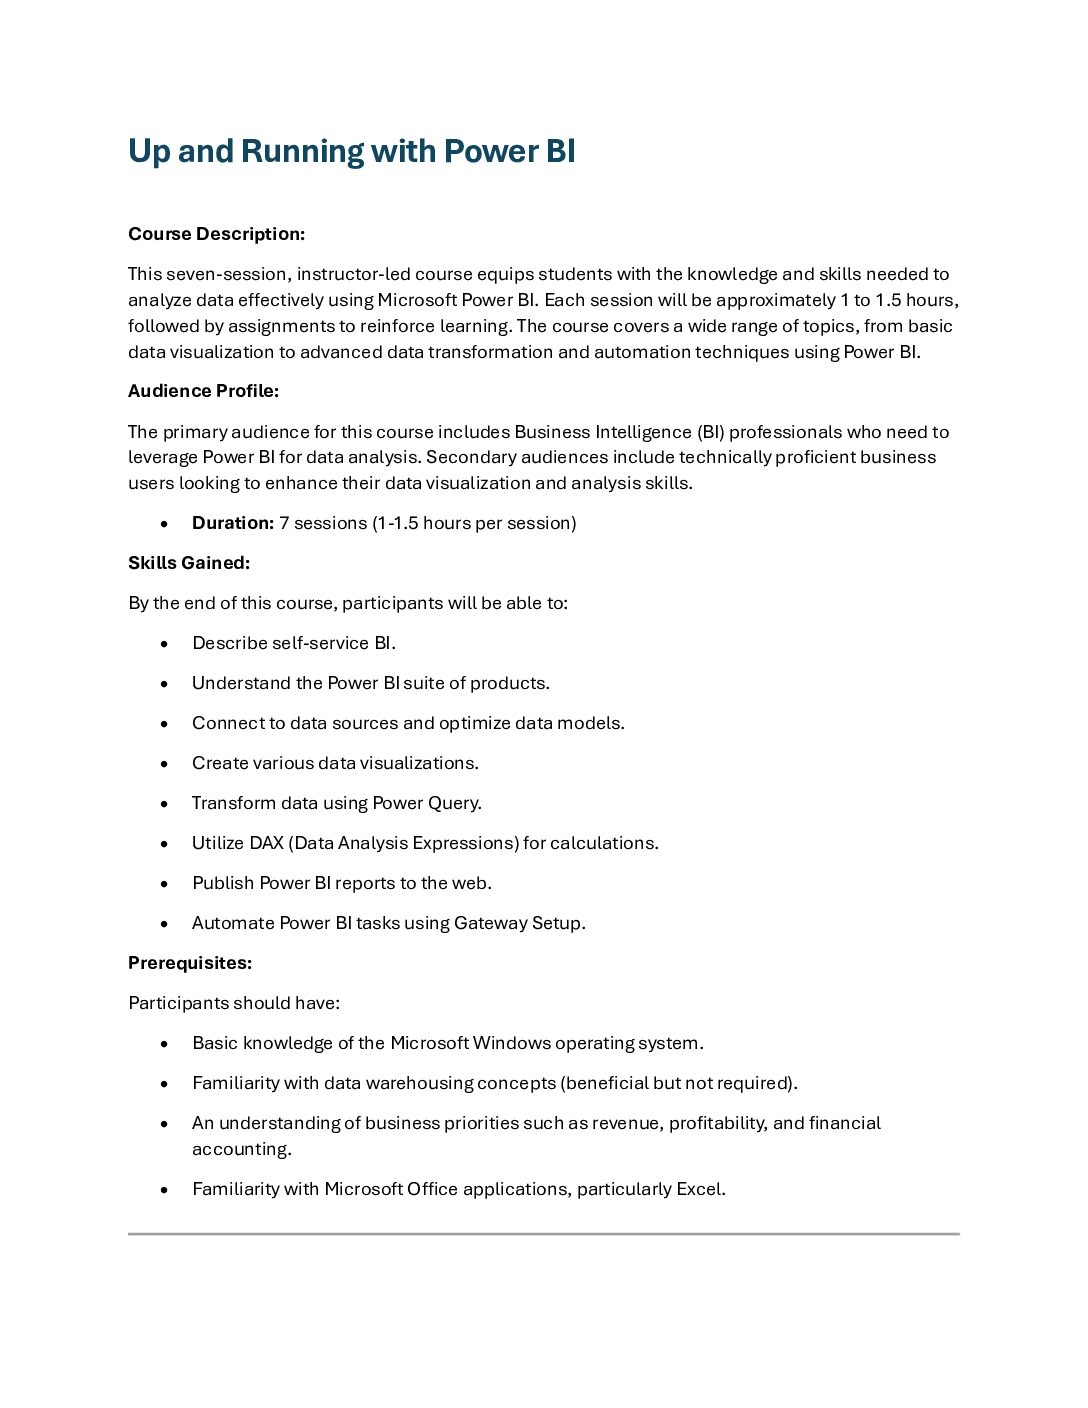 Up and Running with Power BI
Course Description:
This seven-session, instructor-led course equips students with the knowledge and skills needed to
analyze data effectively using Microsoft Power BI. Each session will be approximately 1 to 1.5 hours,
followed by assignments to reinforce learning. The course covers a wide range of topics, from basic
data visualization to advanced data transformation and automation techniques using Power BI.
Audience Profile:
The primary audience for this course includes Business Intelligence (BI) professionals who need to
leverage Power BI for data analysis. Secondary audiences include technically proficient business
users looking to enhance their data visualization and analysis skills.
• Duration: 7 sessions (1-1.5 hours per session)
Skills Gained:
By the end of this course, participants will be able to:
• Describe self-service BI.
• Understand the Power BI suite of products.
• Connect to data sources and optimize data models.
• Create various data visualizations.
• Transform data using Power Query.
• Utilize DAX (Data Analysis Expressions) for calculations.
• Publish Power BI reports to the web.
• Automate Power BI tasks using Gateway Setup.
Prerequisites:
Participants should have:
• Basic knowledge of the Microsoft Windows operating system.
• Familiarity with data warehousing concepts (beneficial but not required).
• An understanding of business priorities such as revenue, profitability, and financial
accounting.
• Familiarity with Microsoft Office applications, particularly Excel.